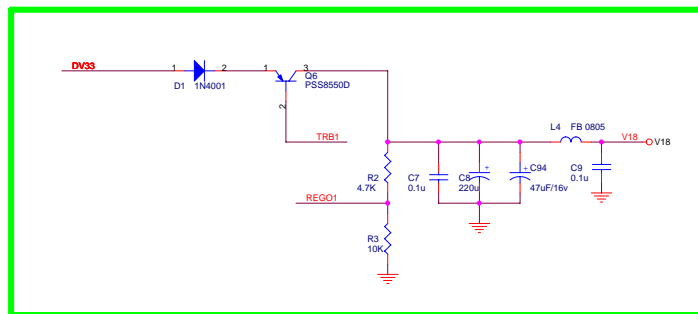 DV33
1
2
1
3
D1 1N4001
Q6
PSS8550D
2
TRB1
L4 FB 0805
V18
V18
R2
4.7K
C7
0.1u
+
C8
220u
+
C94
47uF/16v
C9
0.1u
REGO1
R3
10K